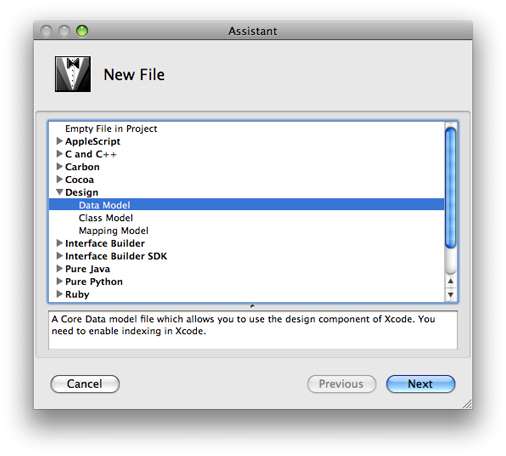 Assistant
New File
Empty File in Project
AppleScript
C and C++
Carbon
Cocoa
Design
Data Model
Class Model
Mapping Model
Interface Builder
Interface Builder SDK
Pure Java
Pure Python
Ruby
A Core Data model file which allows you to use the design component of Xcode. You
need to enable indexing in Xcode.
Cancel
Previous
Next